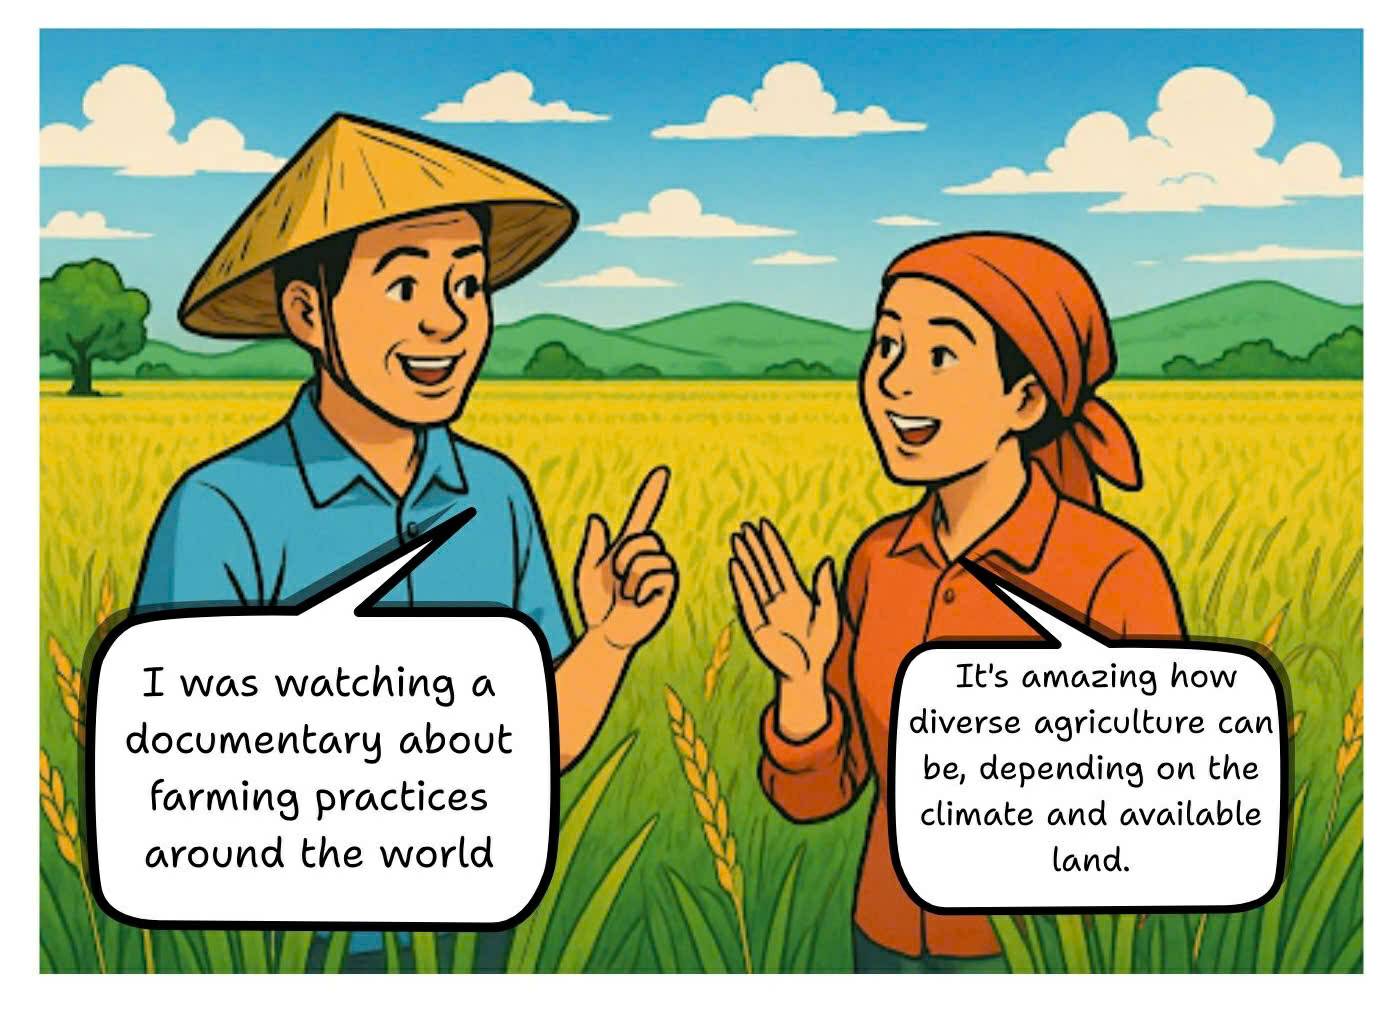 I was watching a
documentary about
farming practices
around the world
It's amazing how
diverse agriculture can
be, depending on the
climate and available
land.